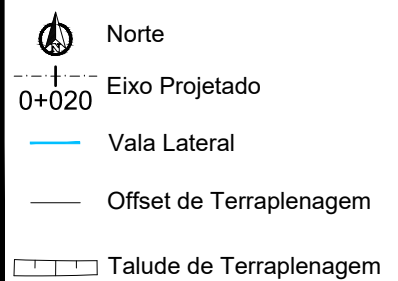 N
Norte
0+020 Eixo Projetado
Vala Lateral
Offset de Terraplenagem
Talude de Terraplenagem